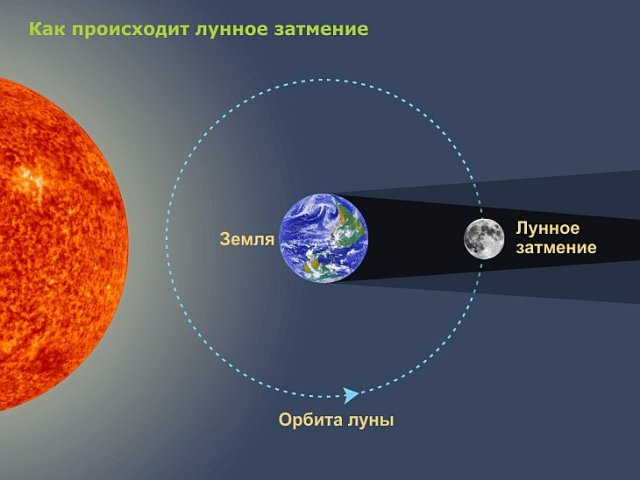 Как происходит лунное затмение
Земля
Лунное
затмение
Орбита луны